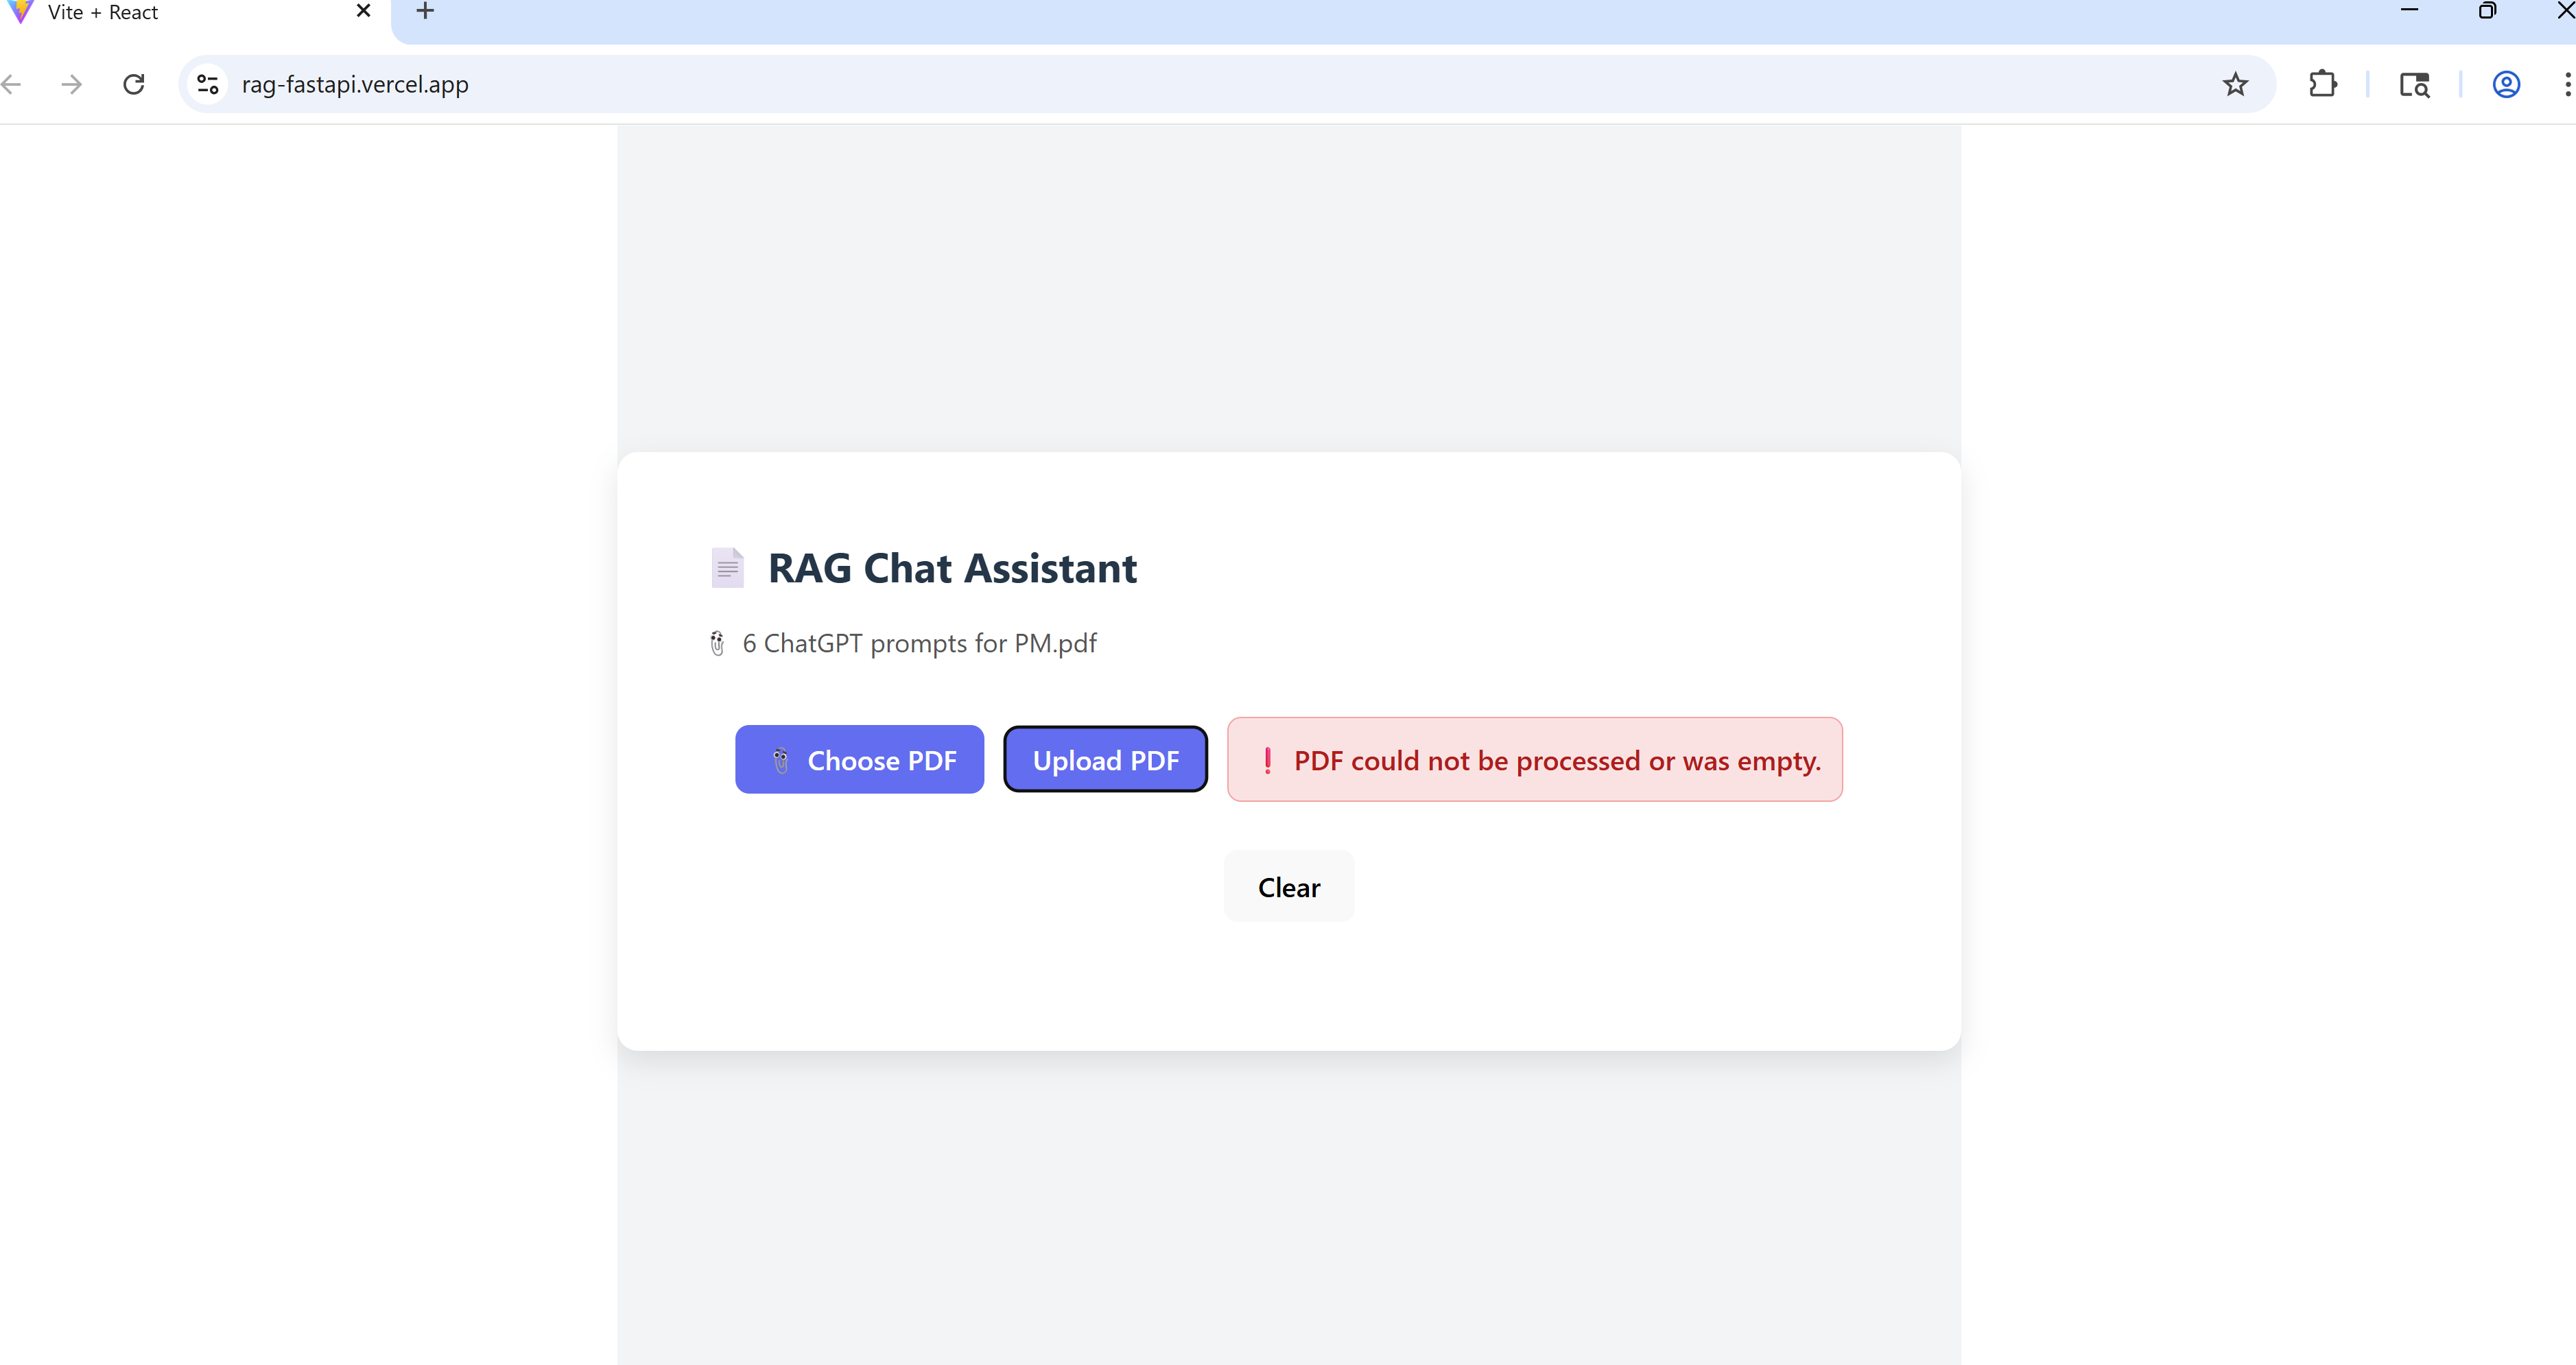 Vite + React
rag-fastapi.vercel.app
RAG Chat Assistant
6 ChatGPT prompts for PM.pdf
Choose PDF
Upload PDF
❗ PDF could not be processed or was empty.
Clear